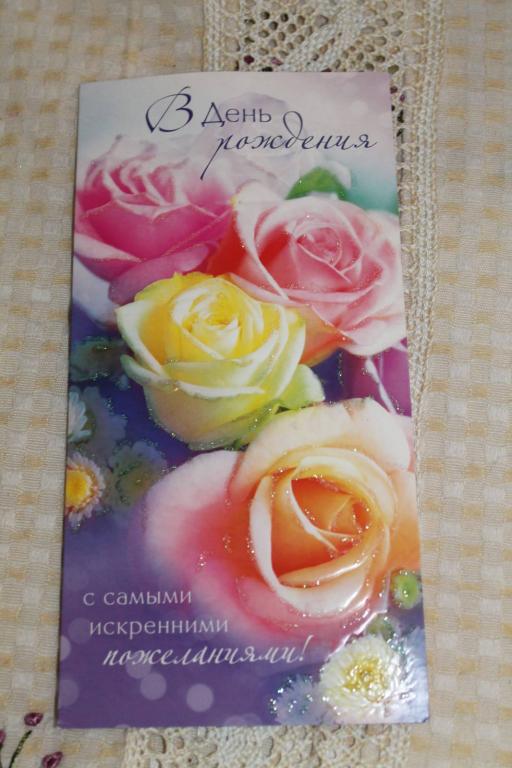 В День
рождения
с самыми
искренними
пожеланиями!